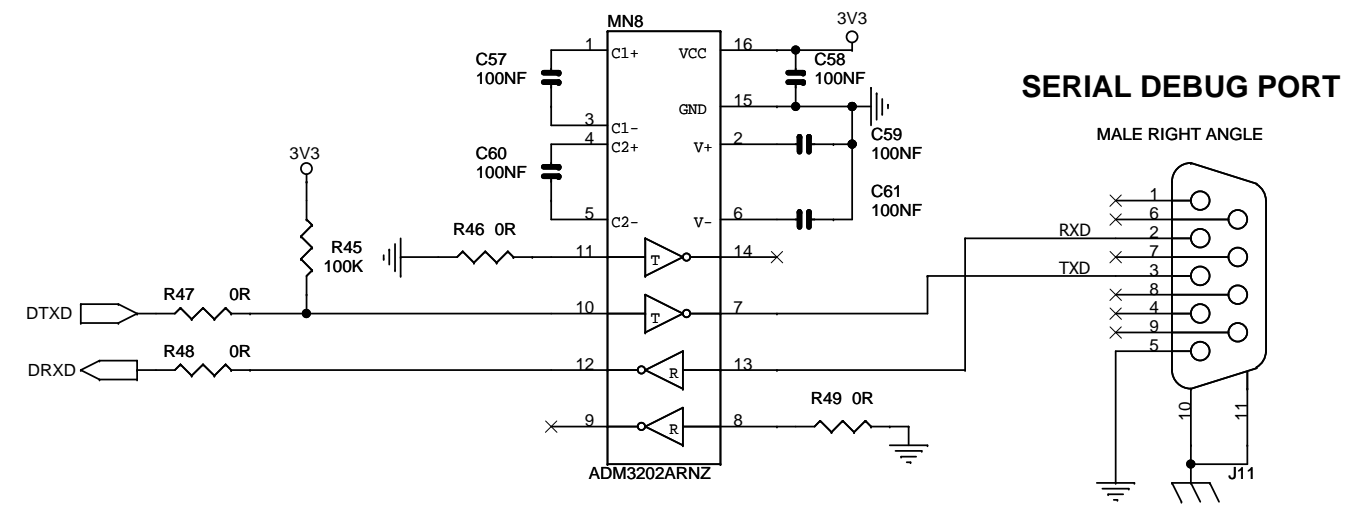 MN8
3V3
1
C1+
VCC
16
C57
100NF
C58
100NF
SERIAL DEBUG PORT
3
C1-
GND
15
4
C2+
V+
2
C59
100NF
MALE RIGHT ANGLE
3V3
C60
100NF
C61
100NF
5
C2-
V-
6
R45
100K
R46 0R
11
T
14
R47 0R
DTXD
10
T
7
R48 0R
DRXD
12
R
13
R49 0R
9
R
8
ADM3202ARNZ
1
6
RXD
2
7
TXD
3
8
4
9
5
10
11
J11